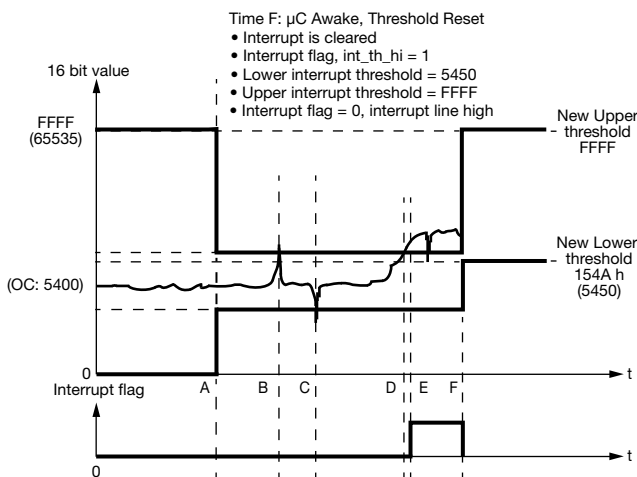 Time F: µC Awake, Threshold Reset
• Interrupt is cleared
• Interrupt flag, int_th_hi = 1
• Lower interrupt threshold = 5450
• Upper interrupt threshold = FFFF
• Interrupt flag = 0, interrupt line high
16 bit value
FFFF
(65535)
New Upper
threshold
FFFF
New Lower
threshold
154A h
(5450)
(OC: 5400)
0
t
Interrupt flag
A
B
C
D
E
F
t
0